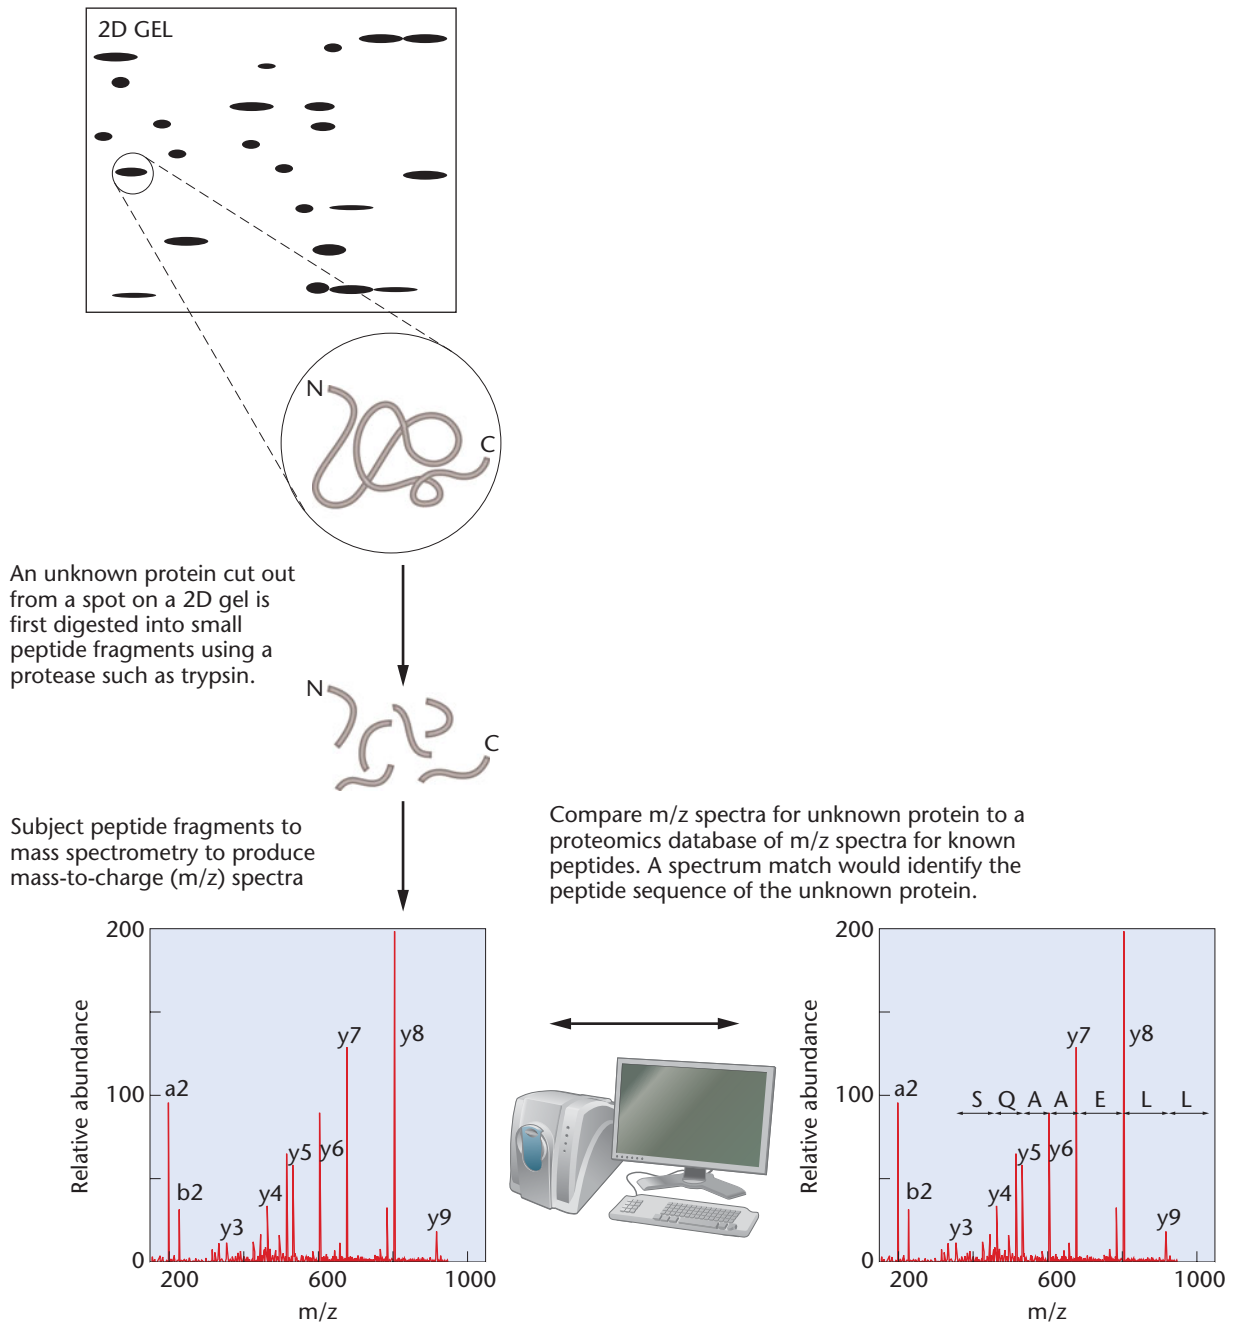 2D GEL
N
C
An unknown protein cut out
from a spot on a 2D gel is
first digested into small
peptide fragments using a
protease such as trypsin.
N
C
Subject peptide fragments to
mass spectrometry to produce
mass-to-charge (m/z) spectra
Compare m/z spectra for unknown protein to a
proteomics database of m/z spectra for known
peptides. A spectrum match would identify the
peptide sequence of the unknown protein.
200
100
0
Relative abundance
a2
b2
y3
y4
y5
y6
y7
y8
y9
200
600
1000
m/z
200
100
0
Relative abundance
a2
b2
y3
y4
y5
y6
y7
y8
y9
S Q A A E L L
200
600
1000
m/z